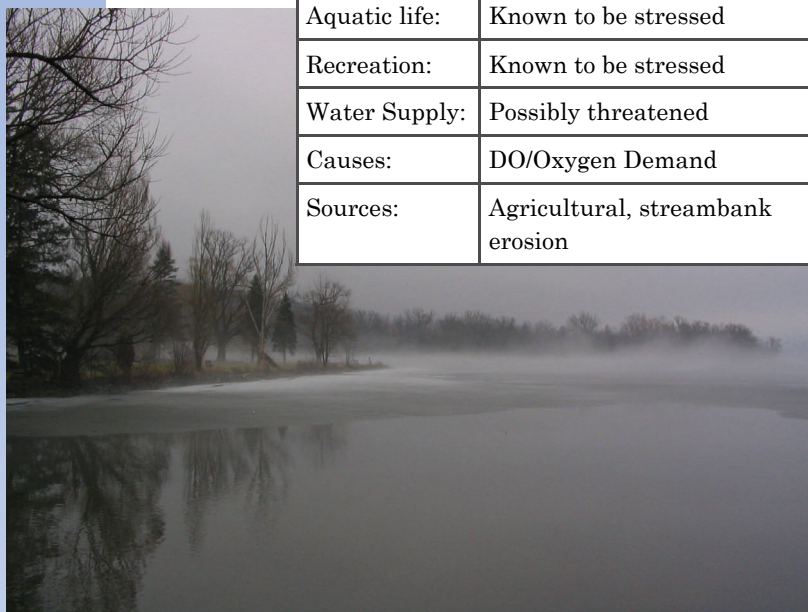 Aquatic life: Known to be stressed
Recreation: Known to be stressed
Water Supply: Possibly threatened
Causes: DO/Oxygen Demand
Sources: Agricultural, streambank
erosion